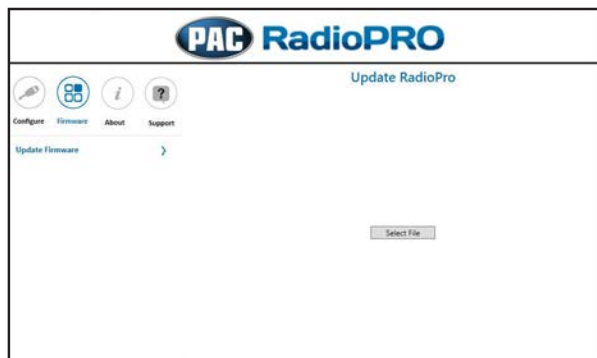 PAC RadioPRO
Update RadioPro
Configure Firmware About Support
Update Firmware
Select File